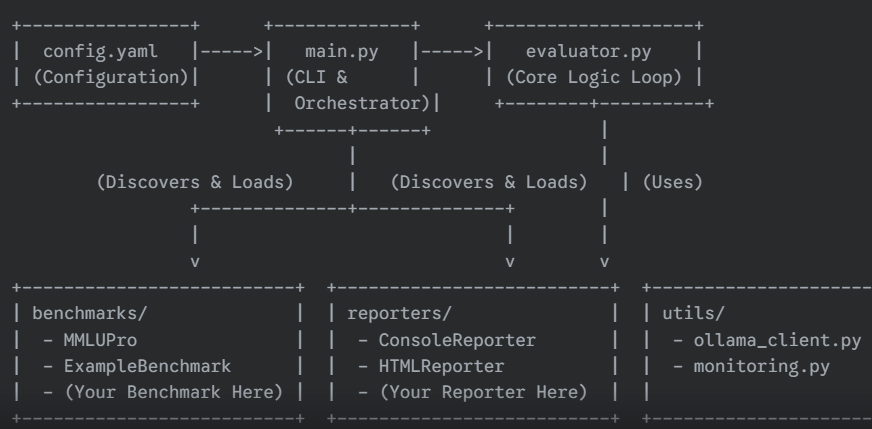 +----------------+      +-------------+      +-------------------+
|  config.yaml   |----->|   main.py   |----->|   evaluator.py    |
| (Configuration)|      | (CLI &      |      | (Core Logic Loop) |
+----------------+      |  Orchestrator)|     +--------+----------+
                         +------+------+                |
                                |                       |
        (Discovers & Loads)     |   (Discovers & Loads)   | (Uses)
                 +--------------+--------------+        |
                 |                             |        |
                 v                             v        v
+--------------------------+  +--------------------------+  +---------------------
| benchmarks/              |  | reporters/               |  | utils/
|  - MMLUPro               |  |  - ConsoleReporter       |  |  - ollama_client.py
|  - ExampleBenchmark      |  |  - HTMLReporter          |  |  - monitoring.py
|  - (Your Benchmark Here) |  |  - (Your Reporter Here)  |  |
+--------------------------+  +--------------------------+  +---------------------